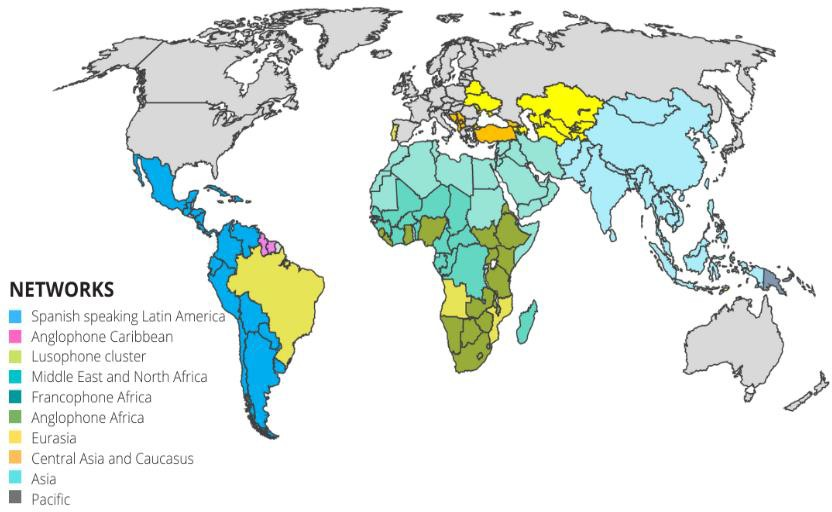 NETWORKS
Spanish speaking Latin America
Anglophone Caribbean
Lusophone cluster
Middle East and North Africa
Francophone Africa
Anglophone Africa
Eurasia
Central Asia and Caucasus
Asia
Pacific